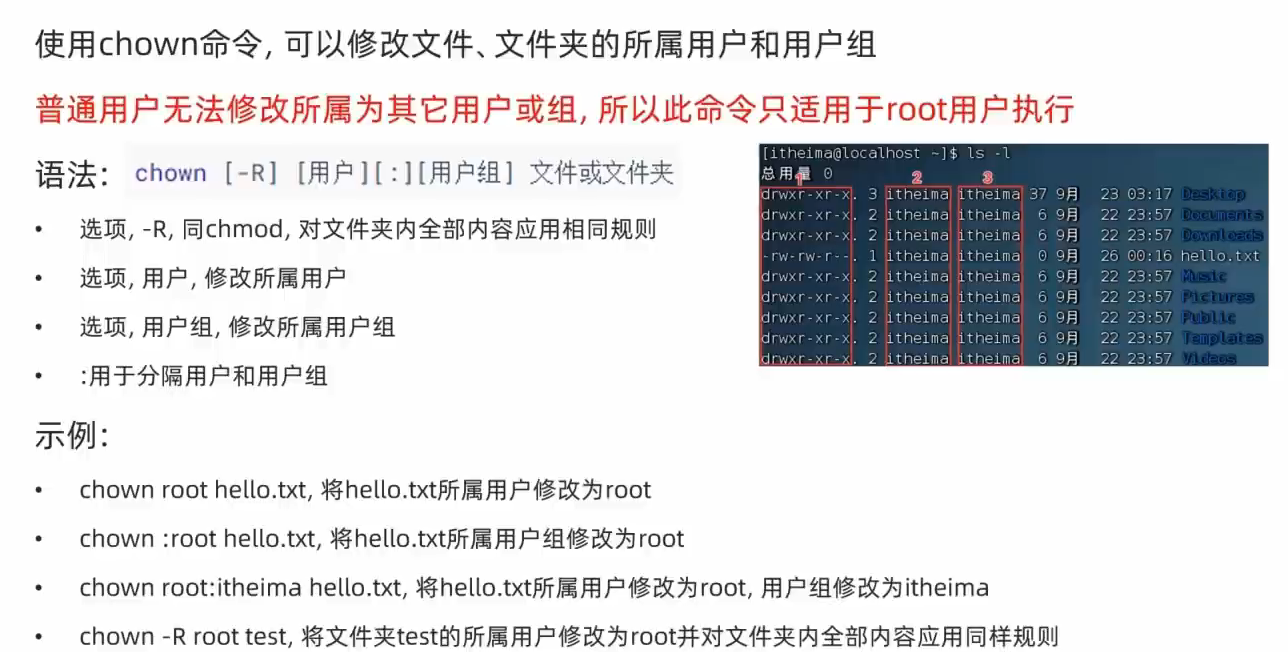 使用chown命令, 可以修改文件、文件夹的所属用户和用户组
普通用户无法修改所属为其它用户或组, 所以此命令只适用于root用户执行
语法： chown [-R] [用户][:][用户组] 文件或文件夹
• 选项, -R, 同chmod, 对文件夹内全部内容应用相同规则
• 选项, 用户, 修改所属用户
• 选项, 用户组, 修改所属用户组
• :用于分隔用户和用户组
[itheima@localhost ~]$ ls -l
总用量 0
1 2 3
drwxr-xr-x. 3 itheima itheima 37 9月 23 03:17 Desktop
drwxr-xr-x. 2 itheima itheima 6 9月 22 23:57 Documents
drwxr-xr-x. 2 itheima itheima 6 9月 22 23:57 Downloads
-rw-rw-r--. 1 itheima itheima 0 9月 26 00:16 hello.txt
drwxr-xr-x. 2 itheima itheima 6 9月 22 23:57 Music
drwxr-xr-x. 2 itheima itheima 6 9月 22 23:57 Pictures
drwxr-xr-x. 2 itheima itheima 6 9月 22 23:57 Public
drwxr-xr-x. 2 itheima itheima 6 9月 22 23:57 Templates
drwxr-xr-x. 2 itheima itheima 6 9月 22 23:57 Videos
示例：
• chown root hello.txt, 将hello.txt所属用户修改为root
• chown :root hello.txt, 将hello.txt所属用户组修改为root
• chown root:itheima hello.txt, 将hello.txt所属用户修改为root, 用户组修改为itheima
• chown -R root test, 将文件夹test的所属用户修改为root并对文件夹内全部内容应用同样规则